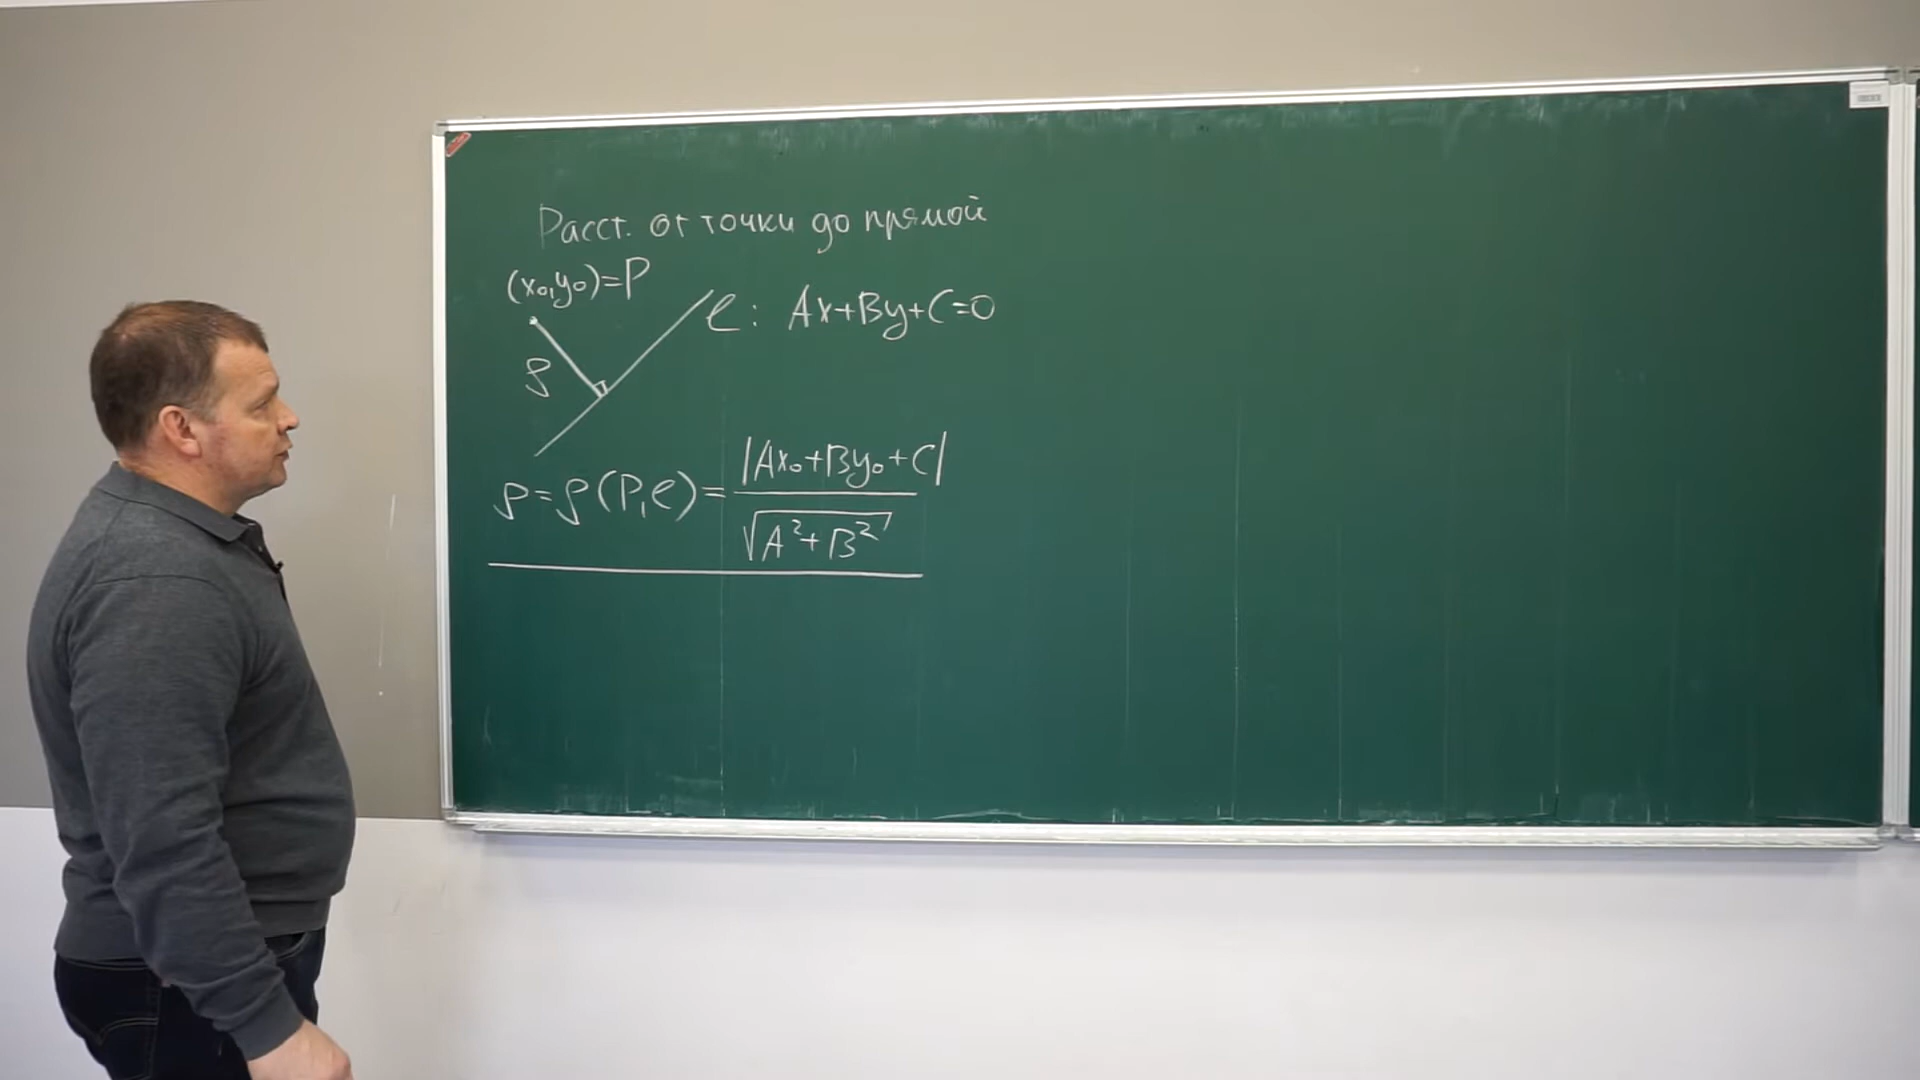 Расст. от точки до прямой
(x₀,y₀)=P
ℓ: Ax+By+C=0
ρ
ρ=ρ(P,ℓ)=|Ax₀+By₀+C|/√(A²+B²)